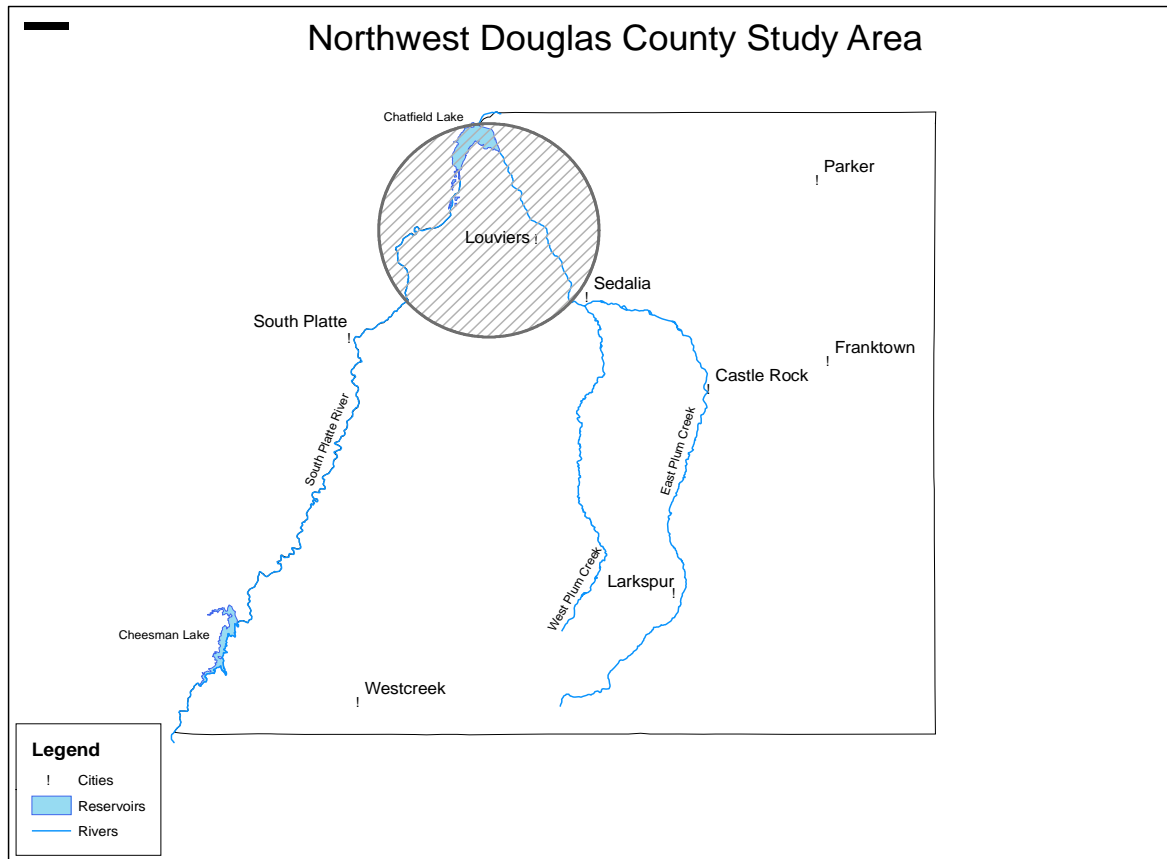 Northwest Douglas County Study Area
Chatfield Lake
Parker
!
Louviers !
Sedalia
!
South Platte
!
Franktown
!
Castle Rock
!
South Platte River
East Plum Creek
West Plum Creek
Larkspur
!
Cheesman Lake
Westcreek
!
Legend
! Cities
Reservoirs
Rivers